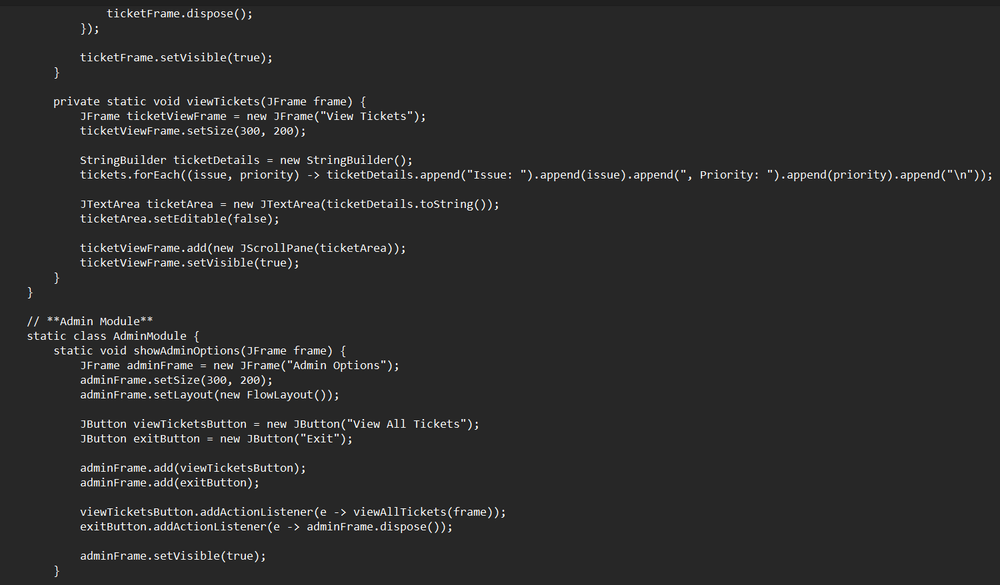 ticketFrame.dispose();
        });

        ticketFrame.setVisible(true);
    }

    private static void viewTickets(JFrame frame) {
        JFrame ticketViewFrame = new JFrame("View Tickets");
        ticketViewFrame.setSize(300, 200);

        StringBuilder ticketDetails = new StringBuilder();
        tickets.forEach((issue, priority) -> ticketDetails.append("Issue: ").append(issue).append(", Priority: ").append(priority).append("\n"));

        JTextArea ticketArea = new JTextArea(ticketDetails.toString());
        ticketArea.setEditable(false);

        ticketViewFrame.add(new JScrollPane(ticketArea));
        ticketViewFrame.setVisible(true);
    }
}

// **Admin Module**
static class AdminModule {
    static void showAdminOptions(JFrame frame) {
        JFrame adminFrame = new JFrame("Admin Options");
        adminFrame.setSize(300, 200);
        adminFrame.setLayout(new FlowLayout());

        JButton viewTicketsButton = new JButton("View All Tickets");
        JButton exitButton = new JButton("Exit");

        adminFrame.add(viewTicketsButton);
        adminFrame.add(exitButton);

        viewTicketsButton.addActionListener(e -> viewAllTickets(frame));
        exitButton.addActionListener(e -> adminFrame.dispose());

        adminFrame.setVisible(true);
    }